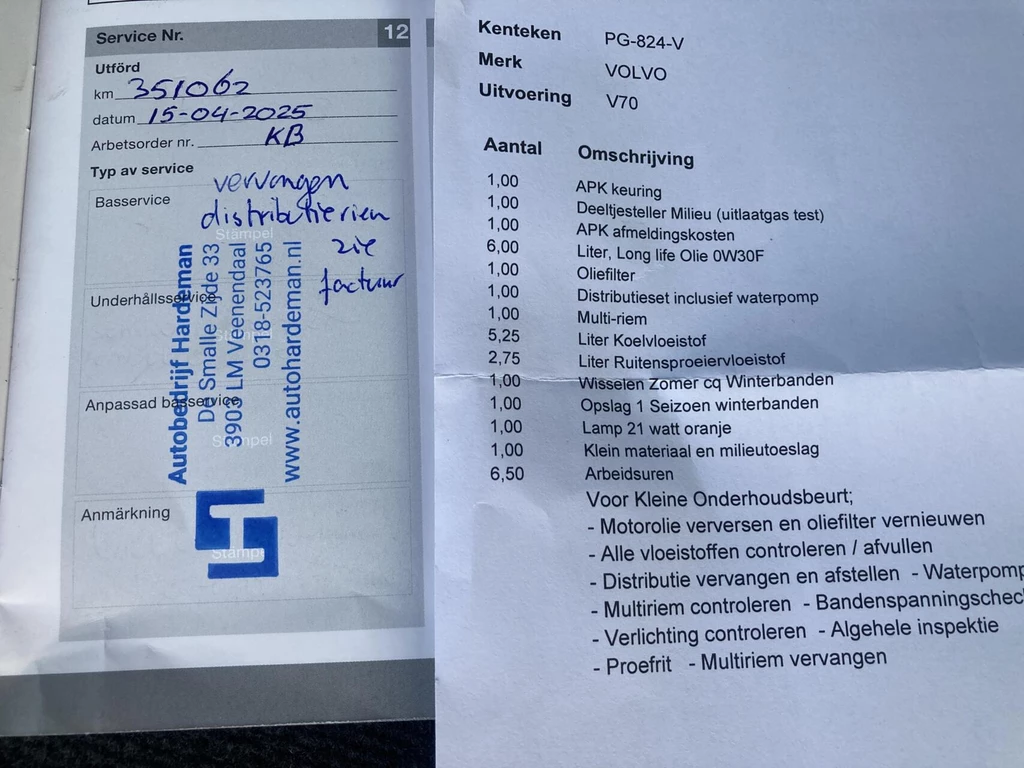 Service Nr. 12
Utförd
km 351062
datum 15-04-2025
Arbetsorder nr. KB
Typ av service
vervangen
distributieriem
zie
factuur
Basservice
Stämpel
Underhållsservice
Stämpel
Anpassad basservice
Stämpel
Anmärkning
Stämpel
Autobedrijf Hardeman
De Smalle Zijde 33
3903 LM Veenendaal
0318-523765
www.autohardeman.nl
Kenteken PG-824-V
Merk VOLVO
Uitvoering V70
Aantal Omschrijving
1,00 APK keuring
1,00 Deeltjesteller Milieu (uitlaatgas test)
1,00 APK afmeldingskosten
6,00 Liter, Long life Olie 0W30F
1,00 Oliefilter
1,00 Distributieset inclusief waterpomp
1,00 Multi-riem
5,25 Liter Koelvloeistof
2,75 Liter Ruitensproeiervloeistof
1,00 Wisselen Zomer cq Winterbanden
1,00 Opslag 1 Seizoen winterbanden
1,00 Lamp 21 watt oranje
1,00 Klein materiaal en milieutoeslag
6,50 Arbeidsuren
Voor Kleine Onderhoudsbeurt;
- Motorolie verversen en oliefilter vernieuwen
- Alle vloeistoffen controleren / afvullen
- Distributie vervangen en afstellen - Waterpomp
- Multiriem controleren - Bandenspanningschec
- Verlichting controleren - Algehele inspektie
- Proefrit - Multiriem vervangen